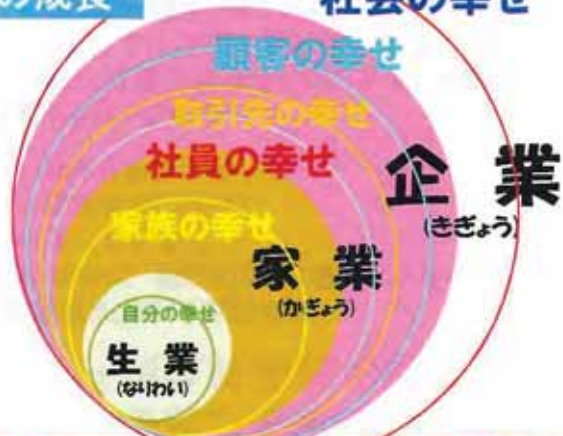 の成長
社会の幸せ
顧客の幸せ
取引先の幸せ
社員の幸せ
企業
(きぎょう)
家族の幸せ
家業
(かぎょう)
自分の幸せ
生業
(なりわい)